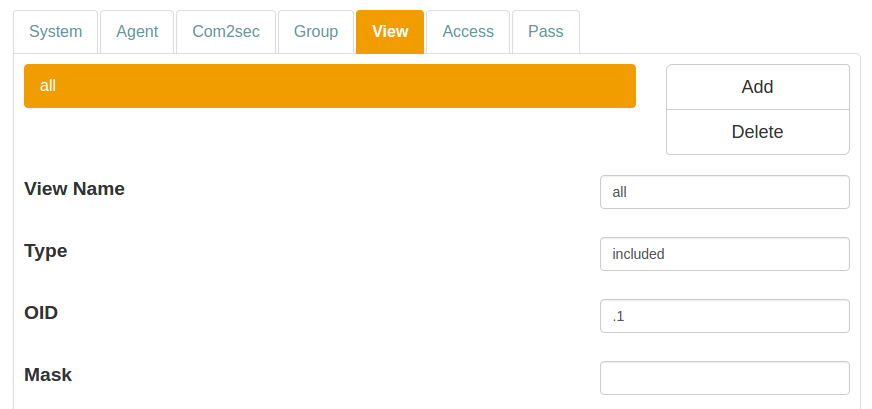 System Agent Com2sec Group View Access Pass
all
Add
Delete
View Name all
Type included
OID .1
Mask